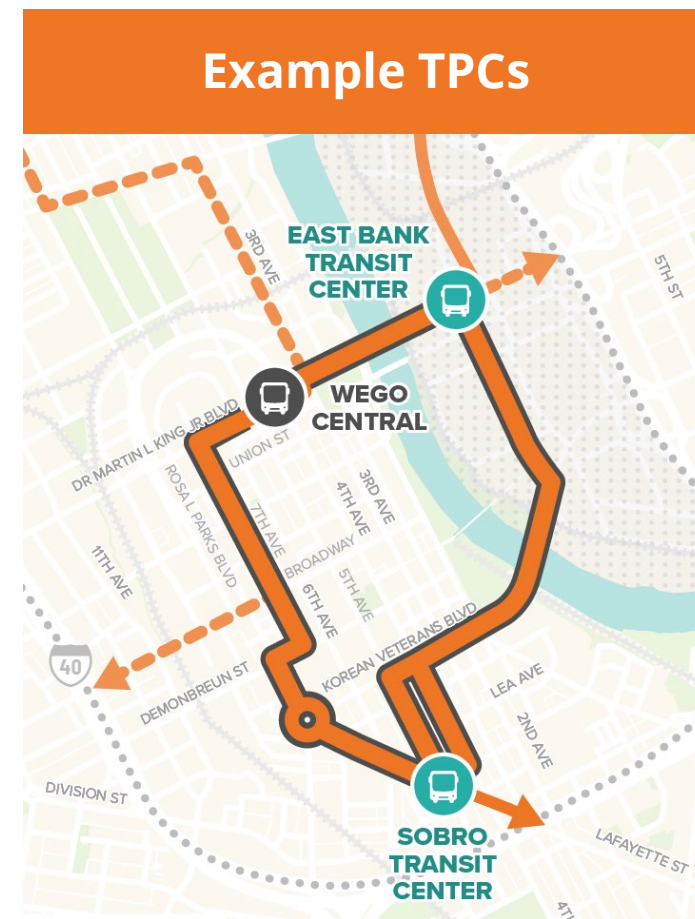 Example TPCs
3RD AVE
EAST BANK
TRANSIT
CENTER
5TH ST
WEGO
CENTRAL
DR MARTIN L KING JR BLVD
UNION ST
ROSA L PARKS BLVD
3RD AVE
4TH AVE
7TH AVE
BROADWAY
11TH AVE
5TH AVE
6TH AVE
40
KOREAN VETERANS BLVD
DEMONBREUN ST
LEA AVE
2ND AVE
DIVISION ST
SOBRO
TRANSIT
CENTER
LAFAYETTE ST
4TH